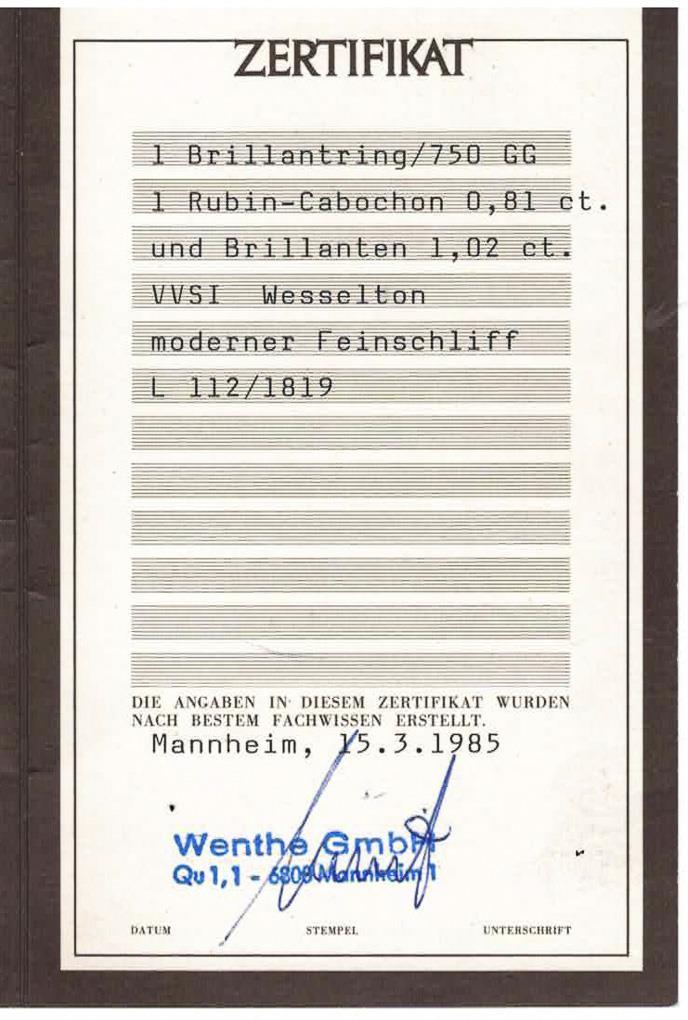 ZERTIFIKAT
1 Brillantring/750 GG
1 Rubin-Cabochon 0,81 ct.
und Brillanten 1,02 ct.
VVSI Wesselton
moderner Feinschliff
L 112/1819
DIE ANGABEN IN DIESEM ZERTIFIKAT WURDEN
NACH BESTEM FACHWISSEN ERSTELLT.
Mannheim, 15.3.1985
Wenthe GmbH
Qu 1,1 - 6800 Mannheim 1
DATUM STEMPEL UNTERSCHRIFT